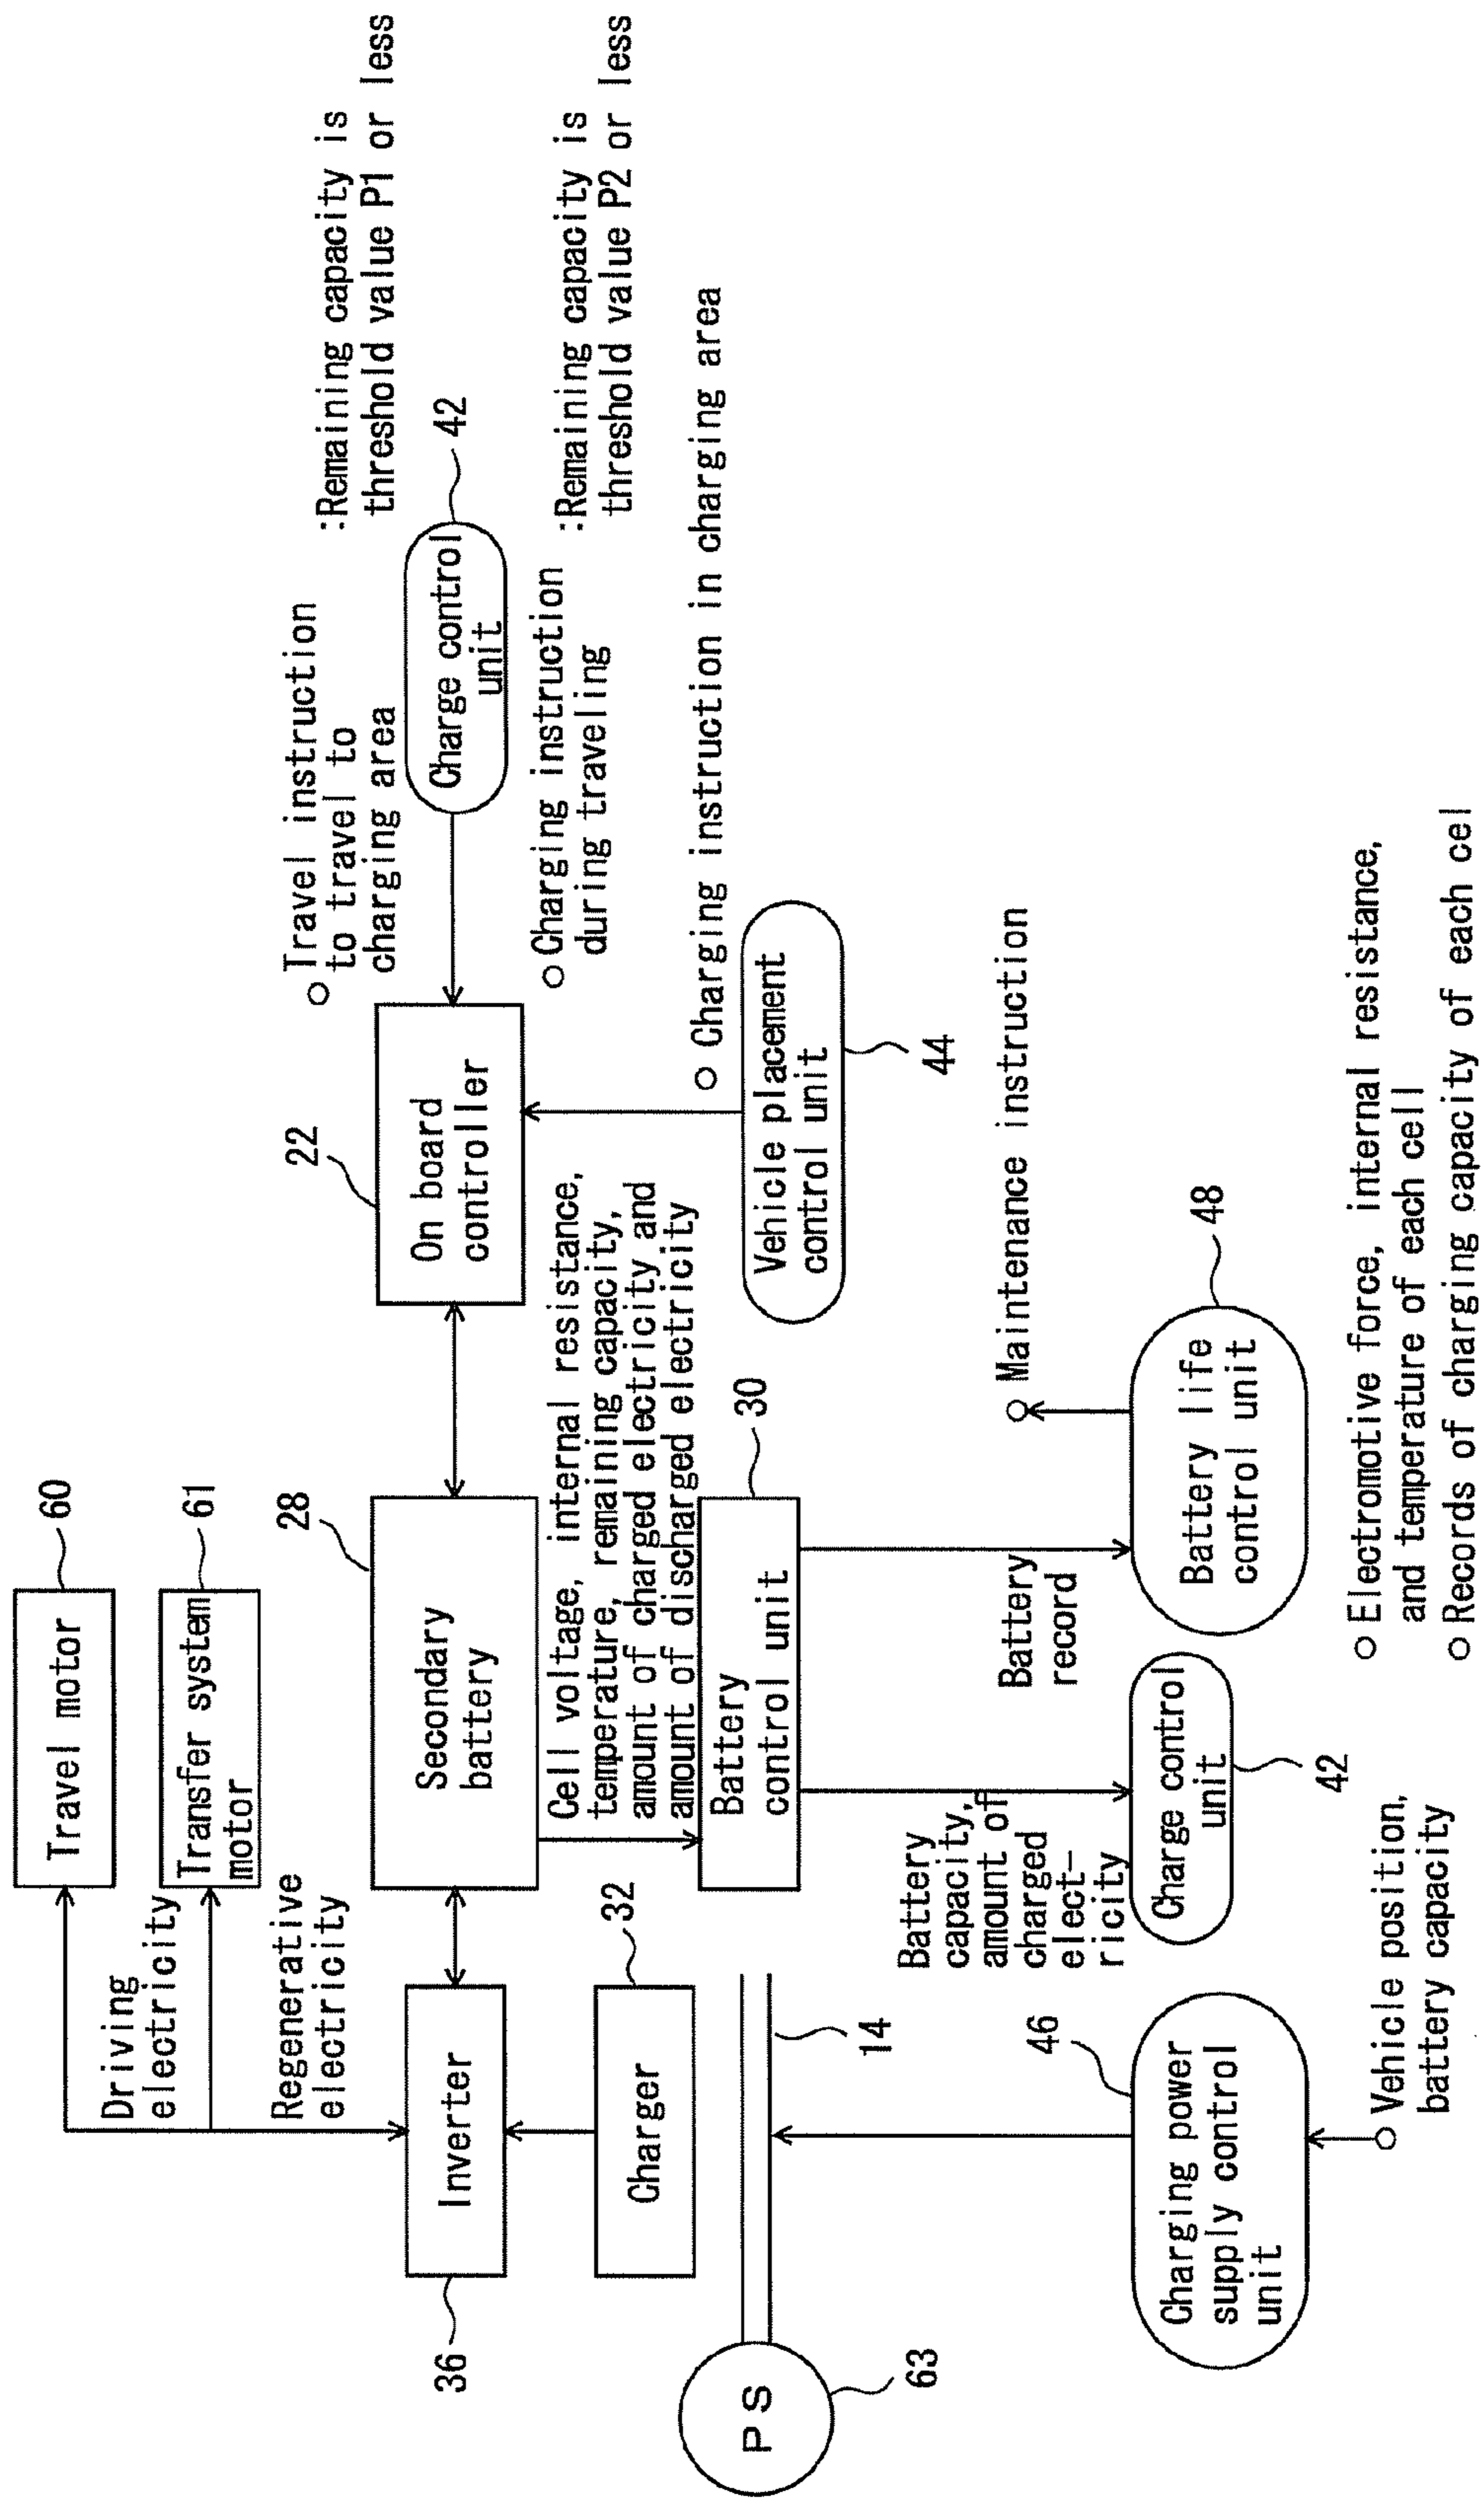 60
Travel motor
61
Transfer system
motor
Driving
electricity
Regenerative
electricity
36
Inverter
28
Secondary
battery
22
On board
controller
Travel instruction
to travel to
charging area
:Remaining capacity is
threshold value P1 or less
Charge control
unit
42
Charging instruction
during traveling
:Remaining capacity is
threshold value P2 or less
32
Charger
Cell voltage, internal resistance,
temperature, remaining capacity,
amount of charged electricity and
amount of discharged electricity
Charging instruction in charging area
Vehicle placement
control unit
44
PS
63
14
30
Battery
control unit
Battery
capacity,
amount of
charged
elect-
ricity
Battery
record
Maintenance instruction
46
Charging power
supply control
unit
Charge control
unit
42
Battery life
control unit
48
Vehicle position,
battery capacity
Electromotive force, internal resistance,
and temperature of each cell
Records of charging capacity of each cel